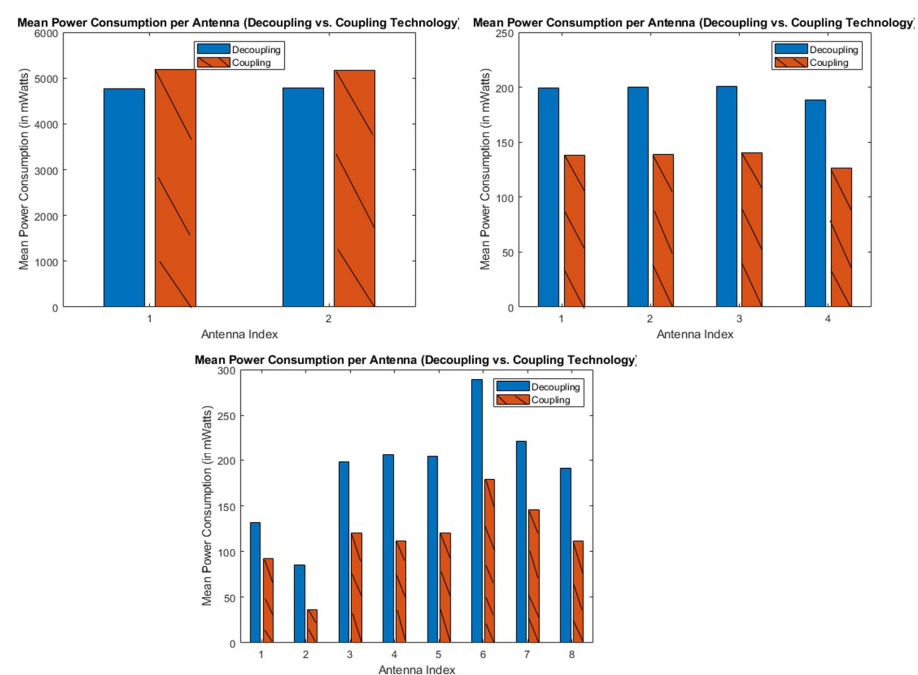 Mean Power Consumption per Antenna (Decoupling vs. Coupling Technology)
6000
5000
4000
3000
2000
1000
0
Mean Power Consumption (in mWatts)
Decoupling
Coupling
1 2
Antenna Index
Mean Power Consumption per Antenna (Decoupling vs. Coupling Technology)
250
200
150
100
50
0
Mean Power Consumption (in mWatts)
Decoupling
Coupling
1 2 3 4
Antenna Index
Mean Power Consumption per Antenna (Decoupling vs. Coupling Technology)
300
250
200
150
100
50
0
Mean Power Consumption (in mWatts)
Decoupling
Coupling
1 2 3 4 5 6 7 8
Antenna Index